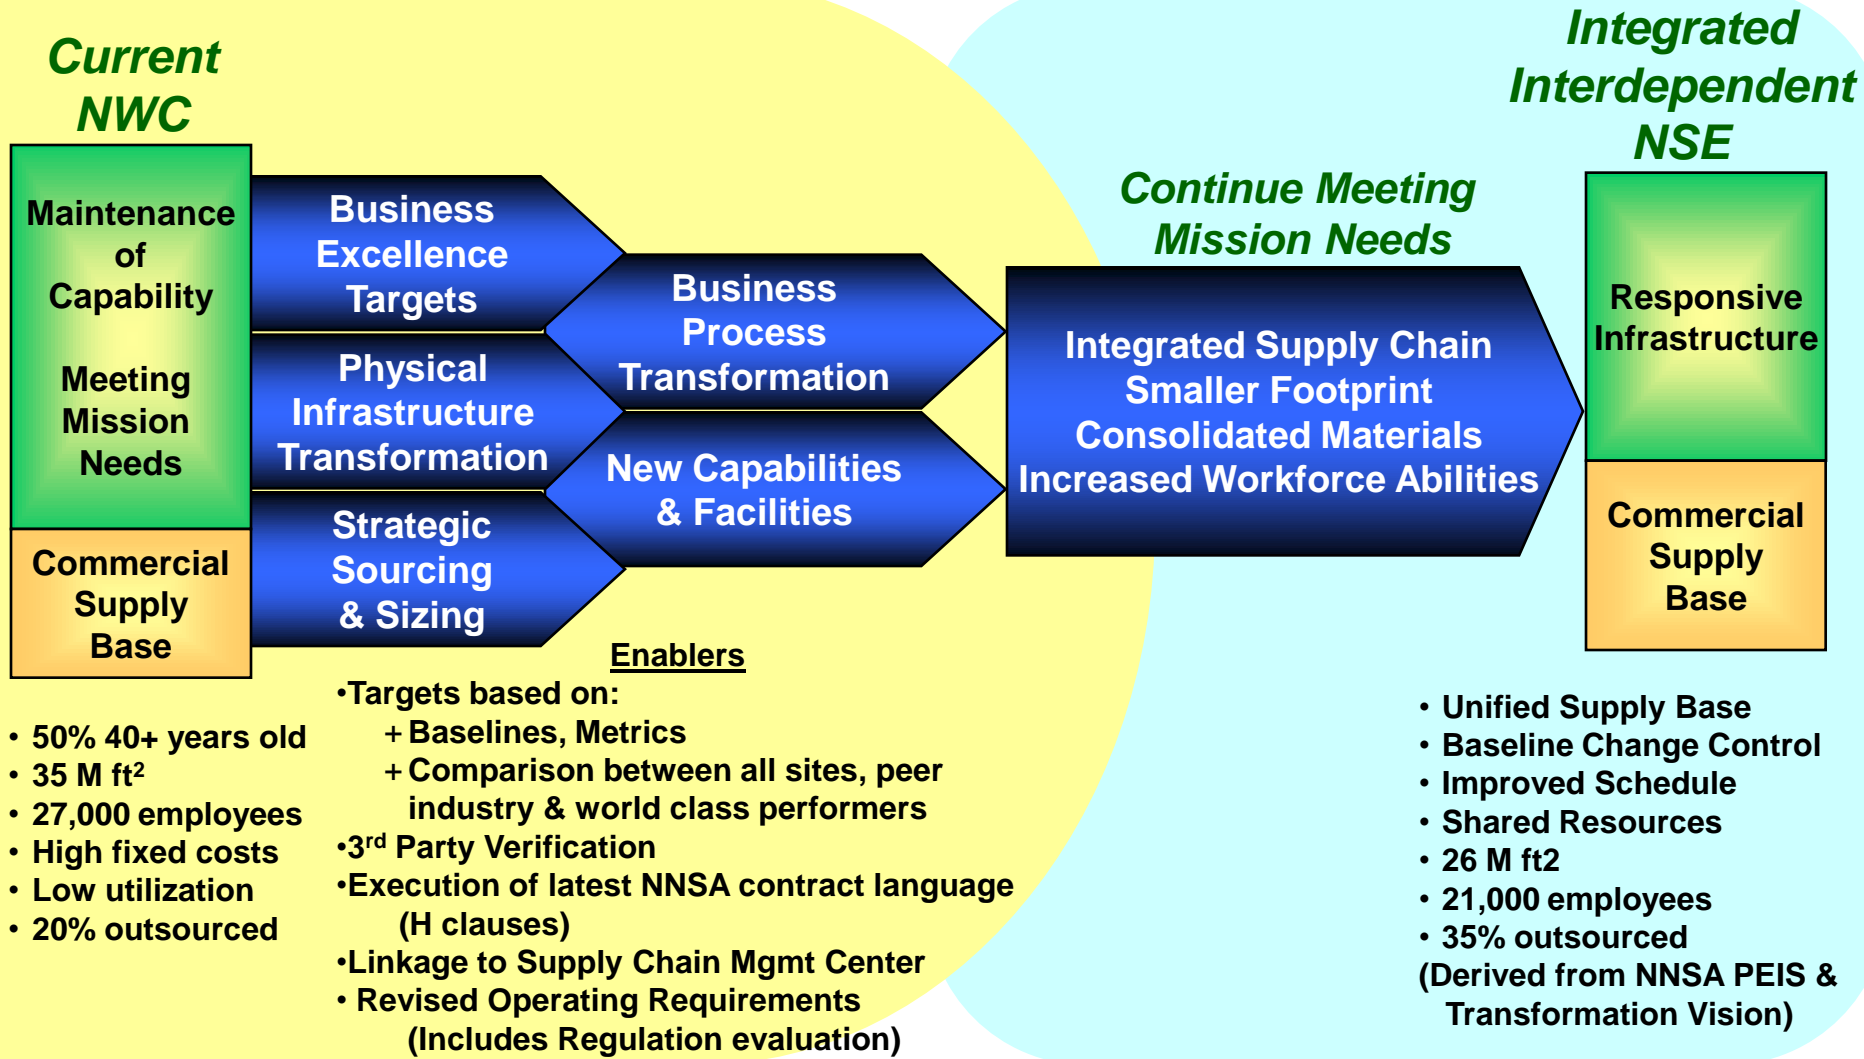 Current
NWC
Maintenance
of
Capability
Meeting
Mission
Needs
Commercial
Supply
Base
• 50% 40+ years old
• 35 M ft²
• 27,000 employees
• High fixed costs
• Low utilization
• 20% outsourced
Business
Excellence
Targets
Physical
Infrastructure
Transformation
Strategic
Sourcing
& Sizing
Business
Process
Transformation
New Capabilities
& Facilities
Enablers
•Targets based on:
+ Baselines, Metrics
+ Comparison between all sites, peer
industry & world class performers
•3rd Party Verification
•Execution of latest NNSA contract language
(H clauses)
•Linkage to Supply Chain Mgmt Center
• Revised Operating Requirements
(Includes Regulation evaluation)
Continue Meeting
Mission Needs
Integrated Supply Chain
Smaller Footprint
Consolidated Materials
Increased Workforce Abilities
Integrated
Interdependent
NSE
Responsive
Infrastructure
Commercial
Supply
Base
• Unified Supply Base
• Baseline Change Control
• Improved Schedule
• Shared Resources
• 26 M ft2
• 21,000 employees
• 35% outsourced
(Derived from NNSA PEIS &
Transformation Vision)